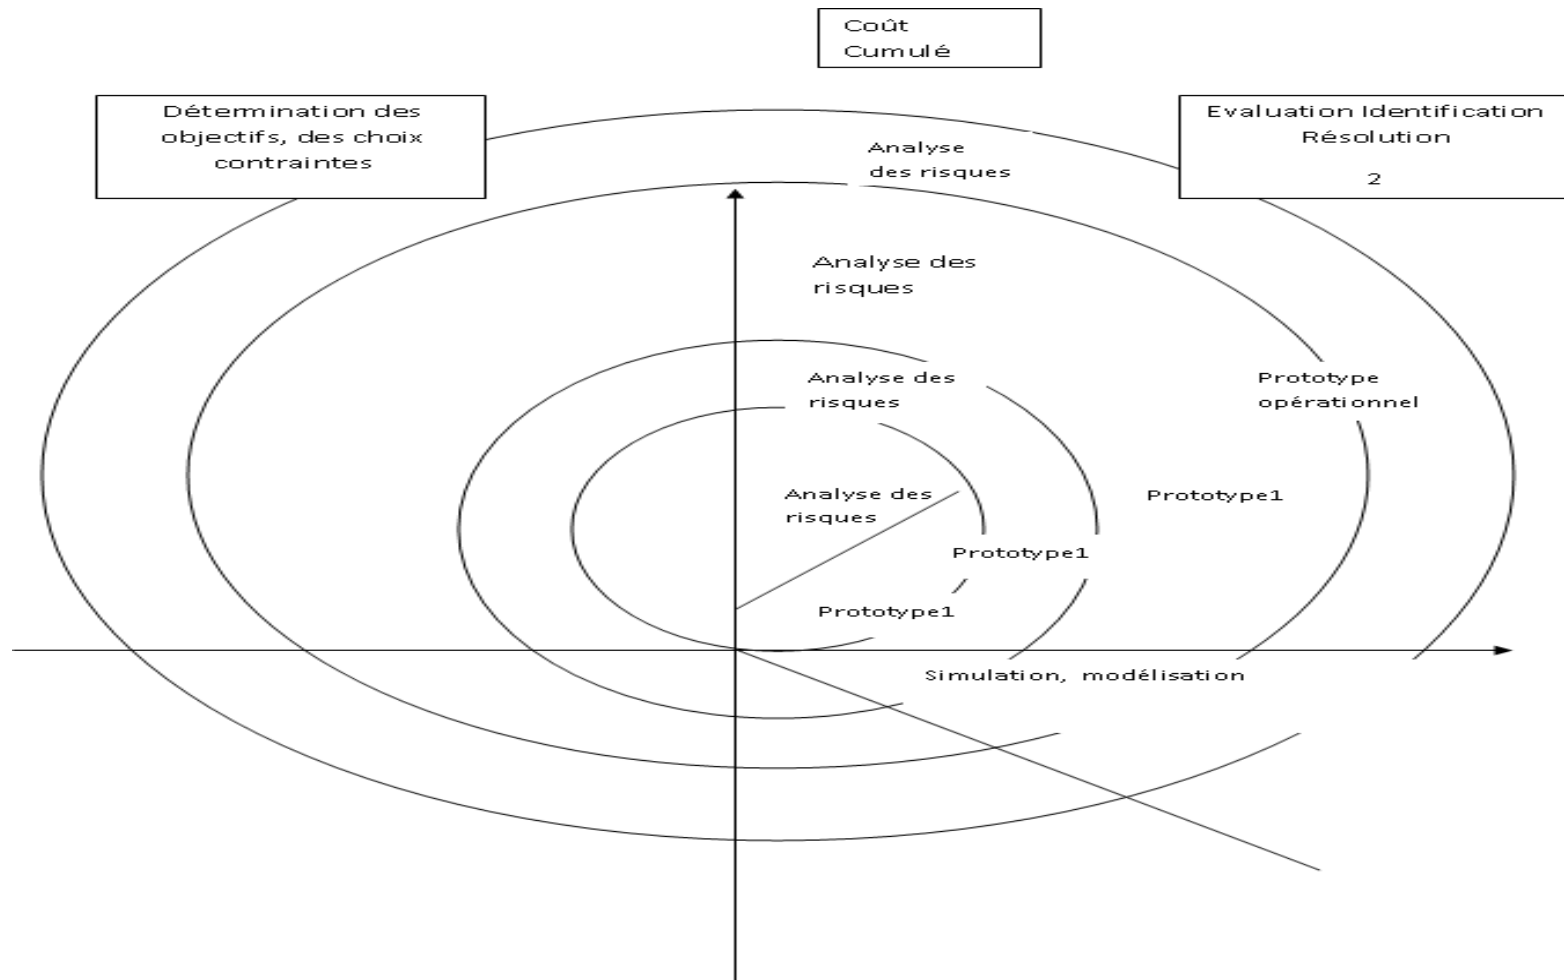 Coût
Cumulé
Détermination des
objectifs, des choix
contraintes
Evaluation Identification
Résolution
2
Analyse
des risques
Analyse des
risques
Analyse des
risques
Prototype
opérationnel
Analyse des
risques
Prototype1
Prototype1
Prototype1
Simulation, modélisation